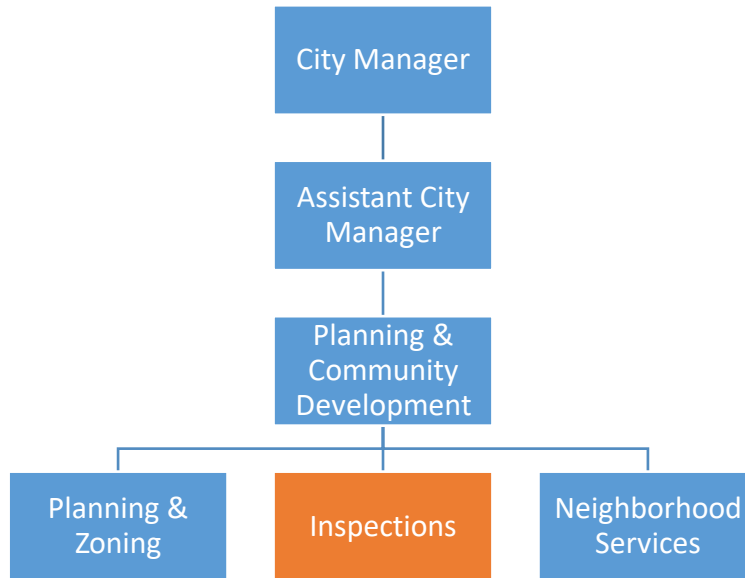 City Manager
Assistant City
Manager
Planning &
Community
Development
Planning &
Zoning
Inspections
Neighborhood
Services